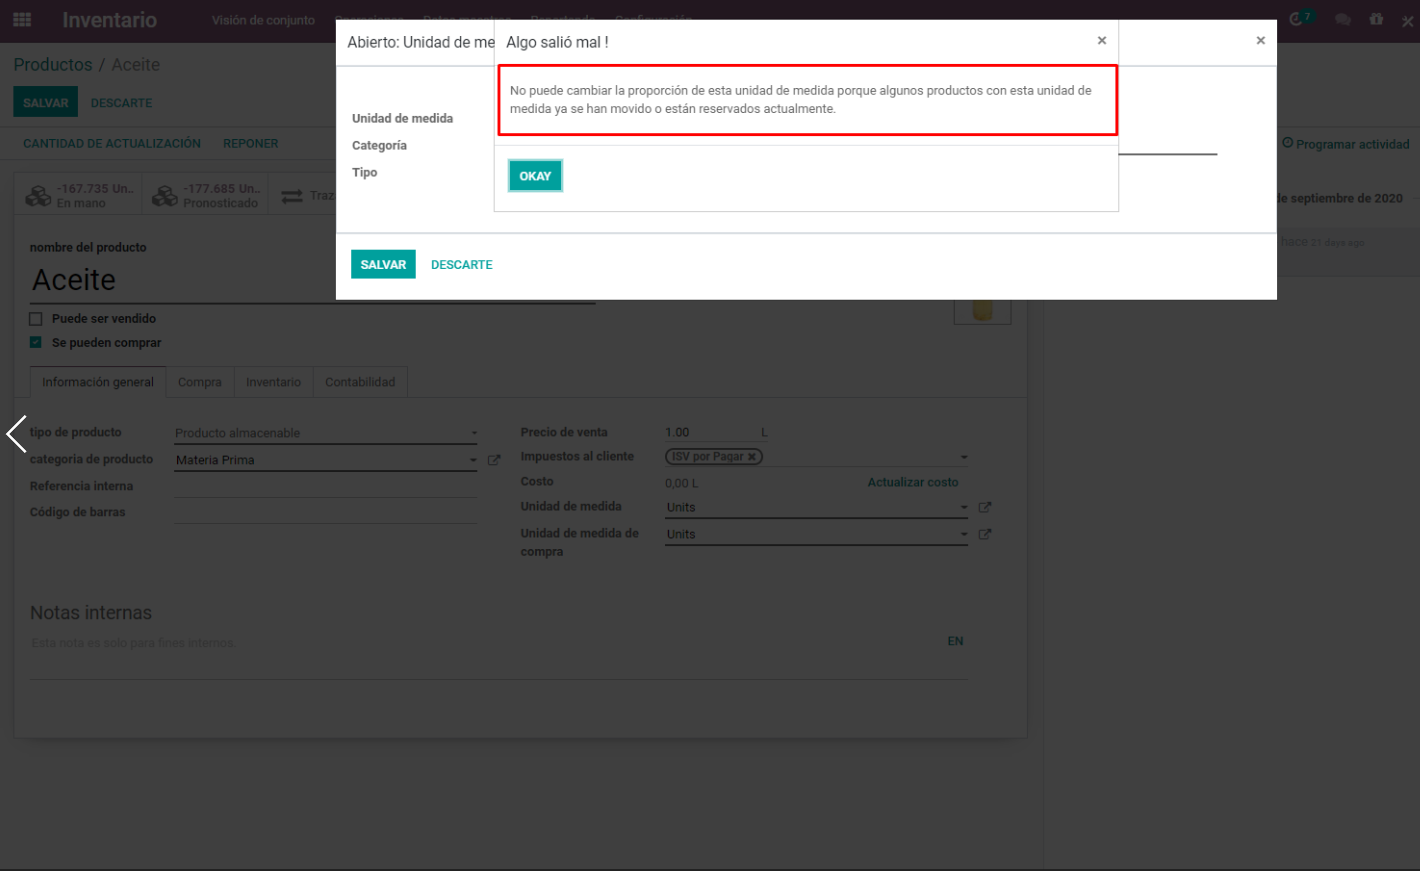 Inventario
Visión de conjunto
Operaciones
Datos maestros
Reportando
Configuración
7
Productos / Aceite
SALVAR
DESCARTE
CANTIDAD DE ACTUALIZACIÓN
REPONER
Programar actividad
-167.735 Un..
En mano
-177.685 Un..
Pronosticado
Traz
de septiembre de 2020
hace 21 days ago
Abierto: Unidad de me
×
Unidad de medida
Categoría
Tipo
SALVAR
DESCARTE
Algo salió mal !
×
No puede cambiar la proporción de esta unidad de medida porque algunos productos con esta unidad de
medida ya se han movido o están reservados actualmente.
OKAY
nombre del producto
Aceite
Puede ser vendido
Se pueden comprar
Información general
Compra
Inventario
Contabilidad
tipo de producto
Producto almacenable
categoria de producto
Materia Prima
Referencia interna
Código de barras
Precio de venta
1.00
L
Impuestos al cliente
ISV por Pagar ×
Costo
0,00 L
Actualizar costo
Unidad de medida
Units
Unidad de medida de
compra
Units
Notas internas
Esta nota es solo para fines internos.
EN